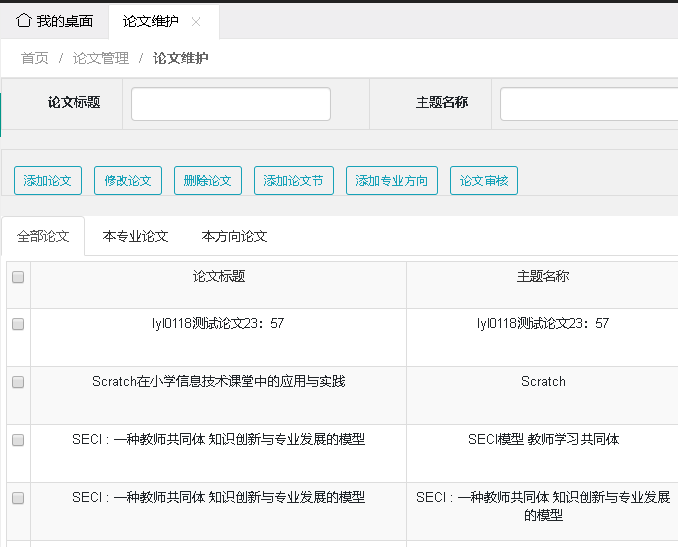 我的桌面 论文维护
首页 / 论文管理 / 论文维护
论文标题 主题名称
添加论文 修改论文 删除论文 添加论文节 添加专业方向 论文审核
全部论文 本专业论文 本方向论文
论文标题 主题名称
lyl0118测试论文23：57 lyl0118测试论文23：57
Scratch在小学信息技术课堂中的应用与实践 Scratch
SECI : 一种教师共同体 知识创新与专业发展的模型 SECI模型 教师学习共同体
SECI : 一种教师共同体 知识创新与专业发展的模型 SECI : 一种教师共同体 知识创新与专业发展
的模型